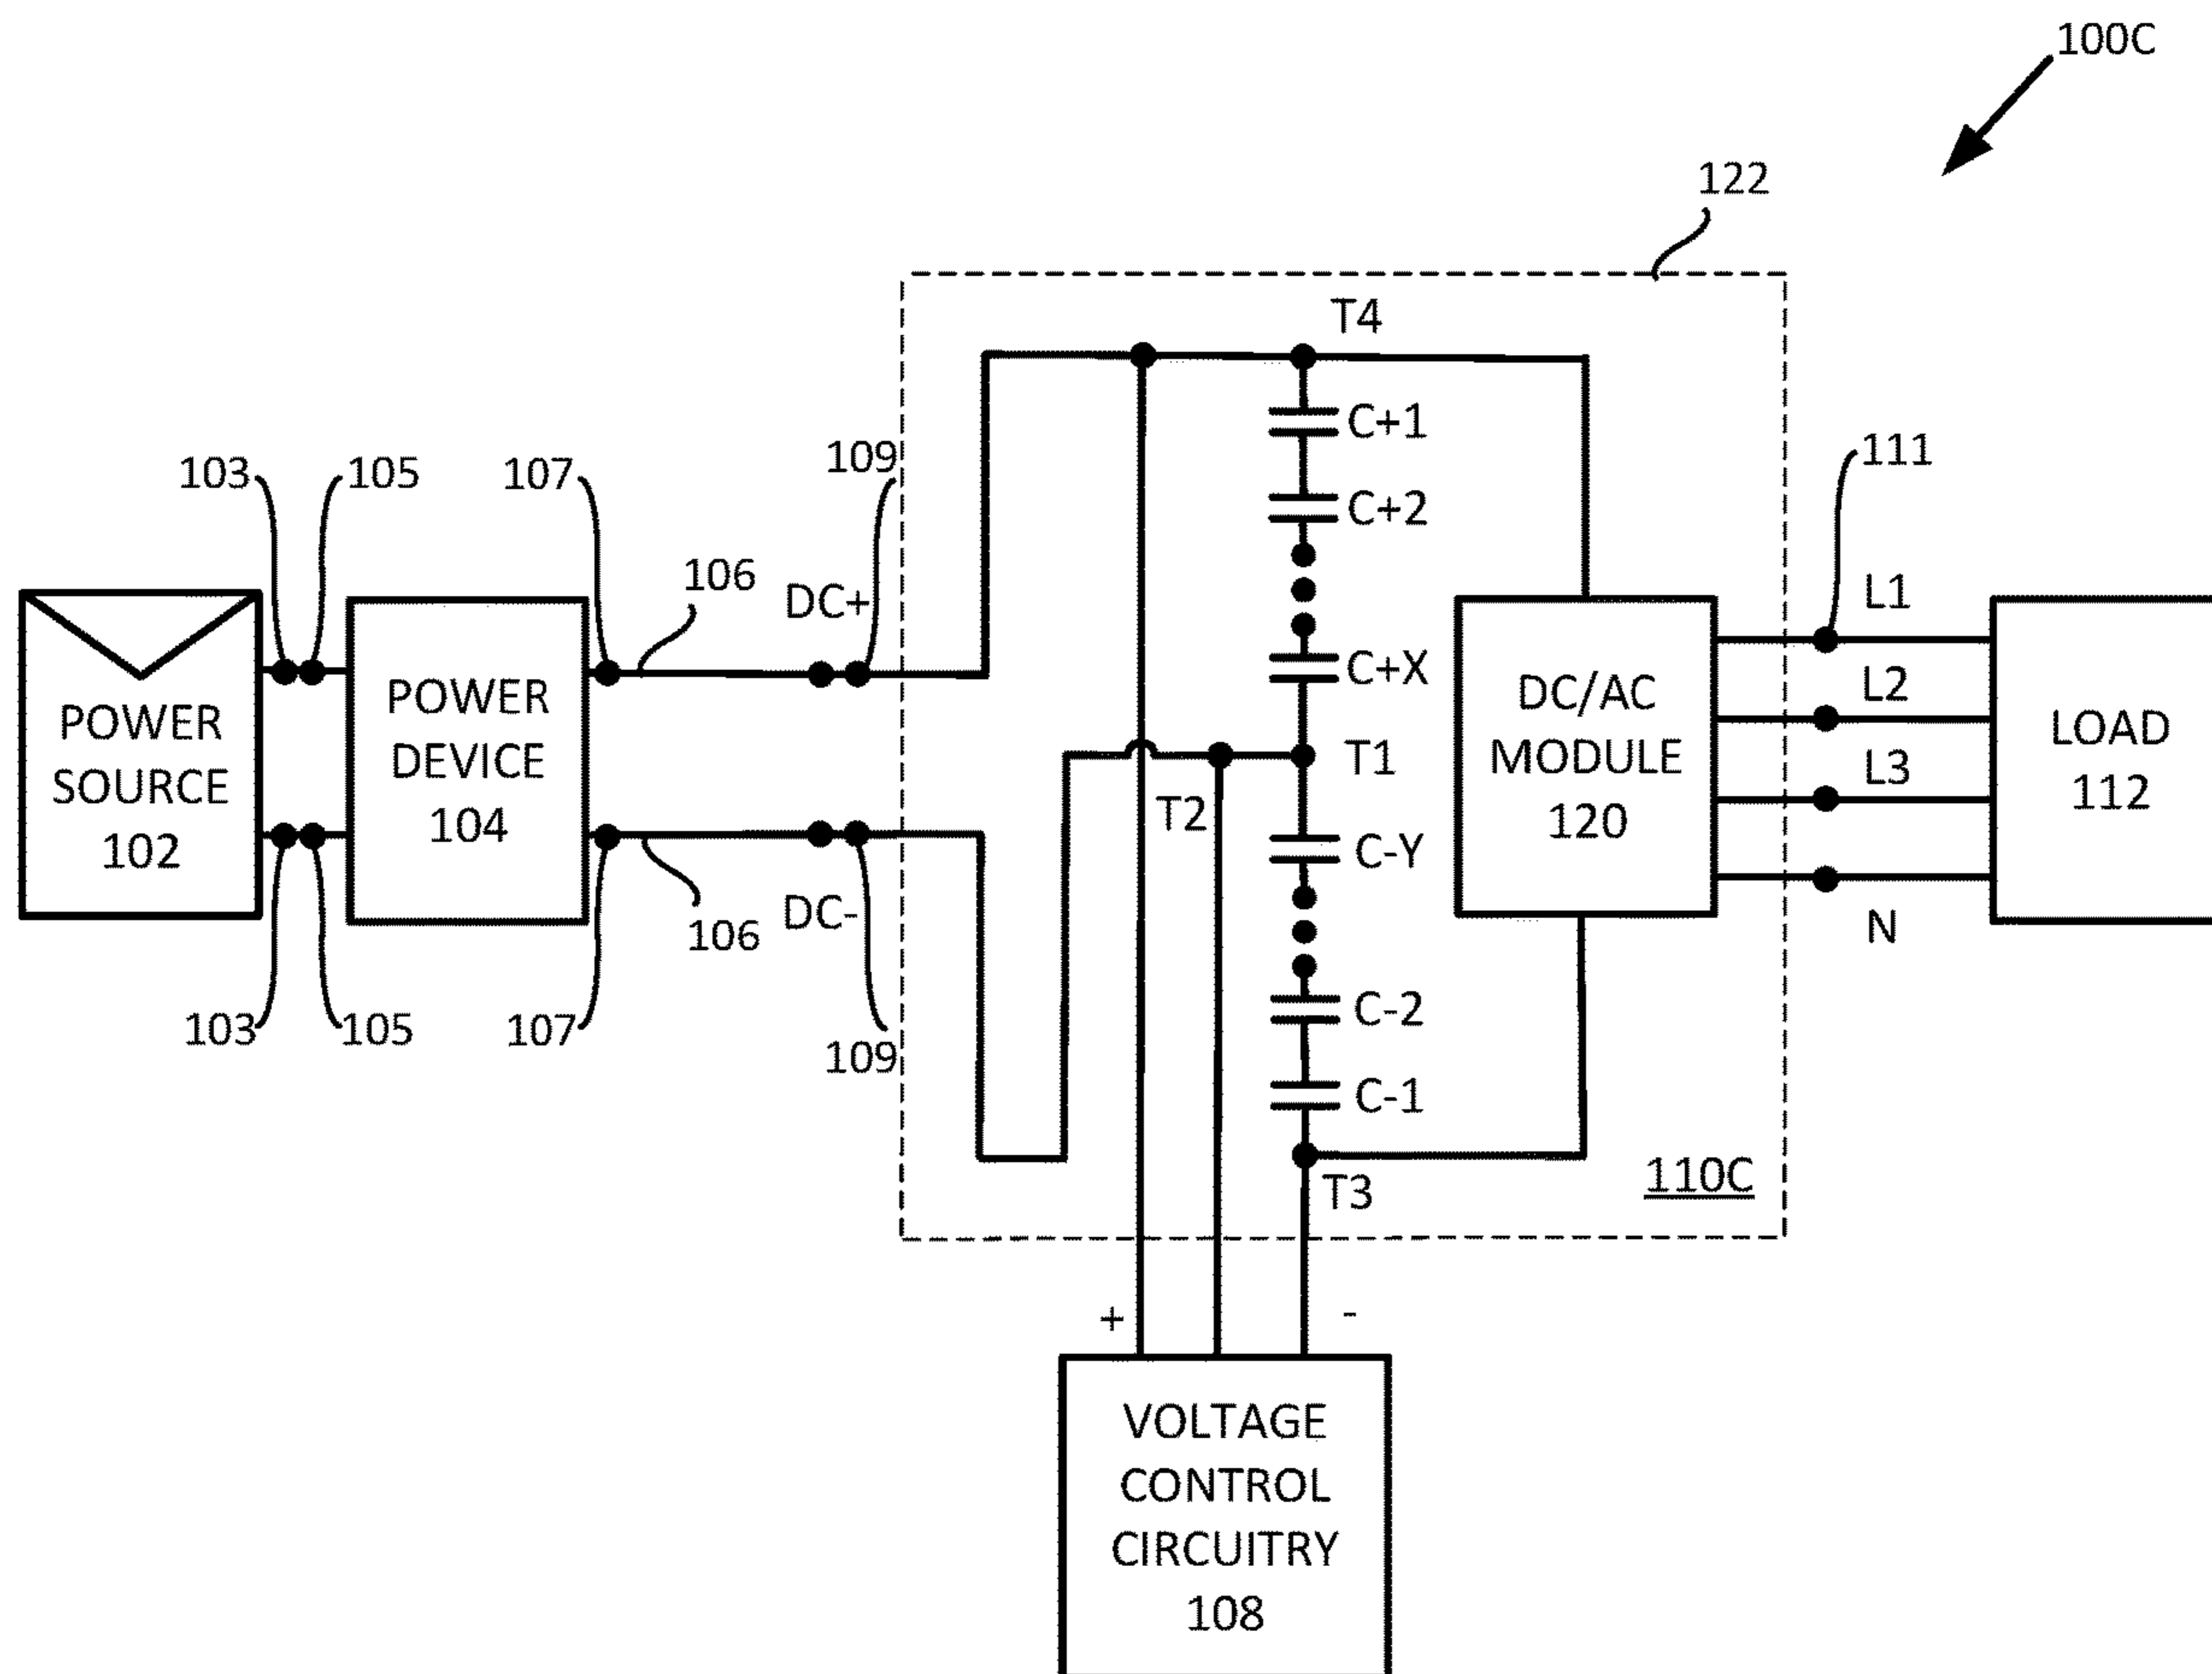 100C
122
T4
C+1
109
111
103
105
107
C+2
106
DC+
L1
C+X
L2
POWER
SOURCE
102
POWER
DEVICE
104
DC/AC
MODULE
120
LOAD
112
T1
L3
T2
C-Y
106
DC-
N
103
105
107
109
C-2
C-1
110C
T3
+
-
VOLTAGE
CONTROL
CIRCUITRY
108